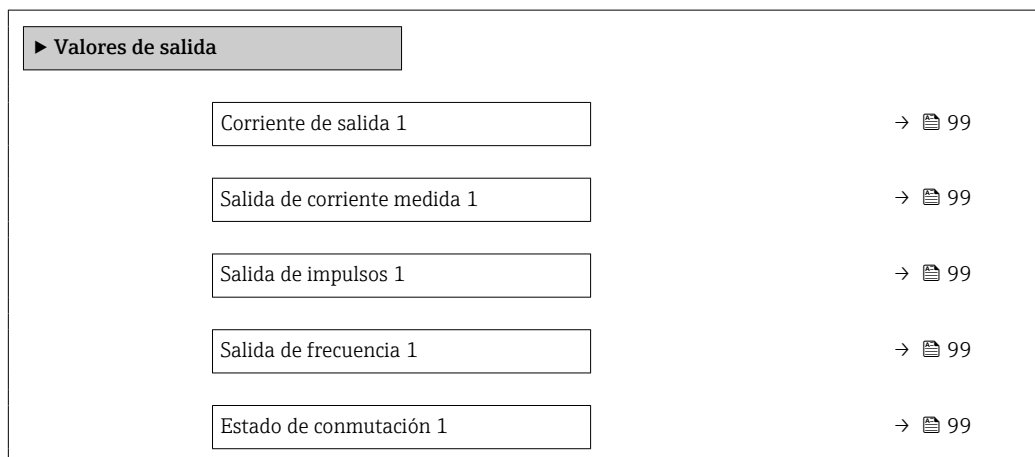 ▶ Valores de salida
Corriente de salida 1 → 99
Salida de corriente medida 1 → 99
Salida de impulsos 1 → 99
Salida de frecuencia 1 → 99
Estado de conmutación 1 → 99